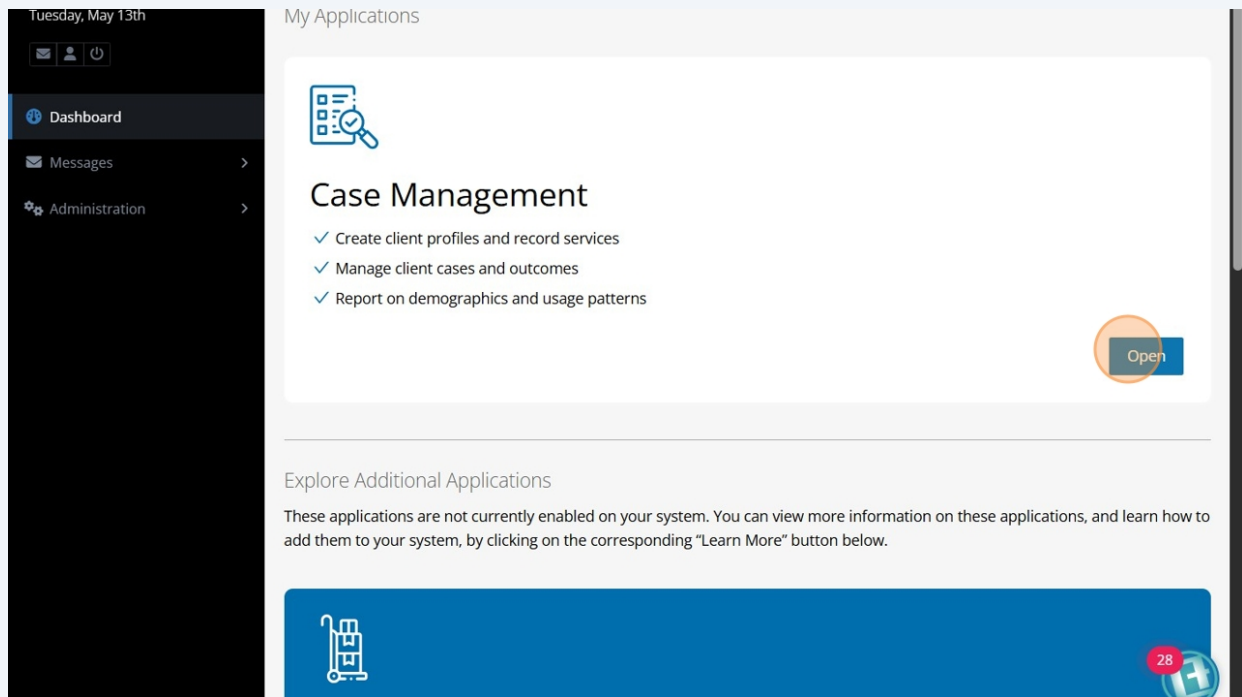 Tuesday, May 13th
Dashboard
Messages
Administration
My Applications
Case Management
Create client profiles and record services
Manage client cases and outcomes
Report on demographics and usage patterns
Open
Explore Additional Applications
These applications are not currently enabled on your system. You can view more information on these applications, and learn how to
add them to your system, by clicking on the corresponding “Learn More” button below.
28